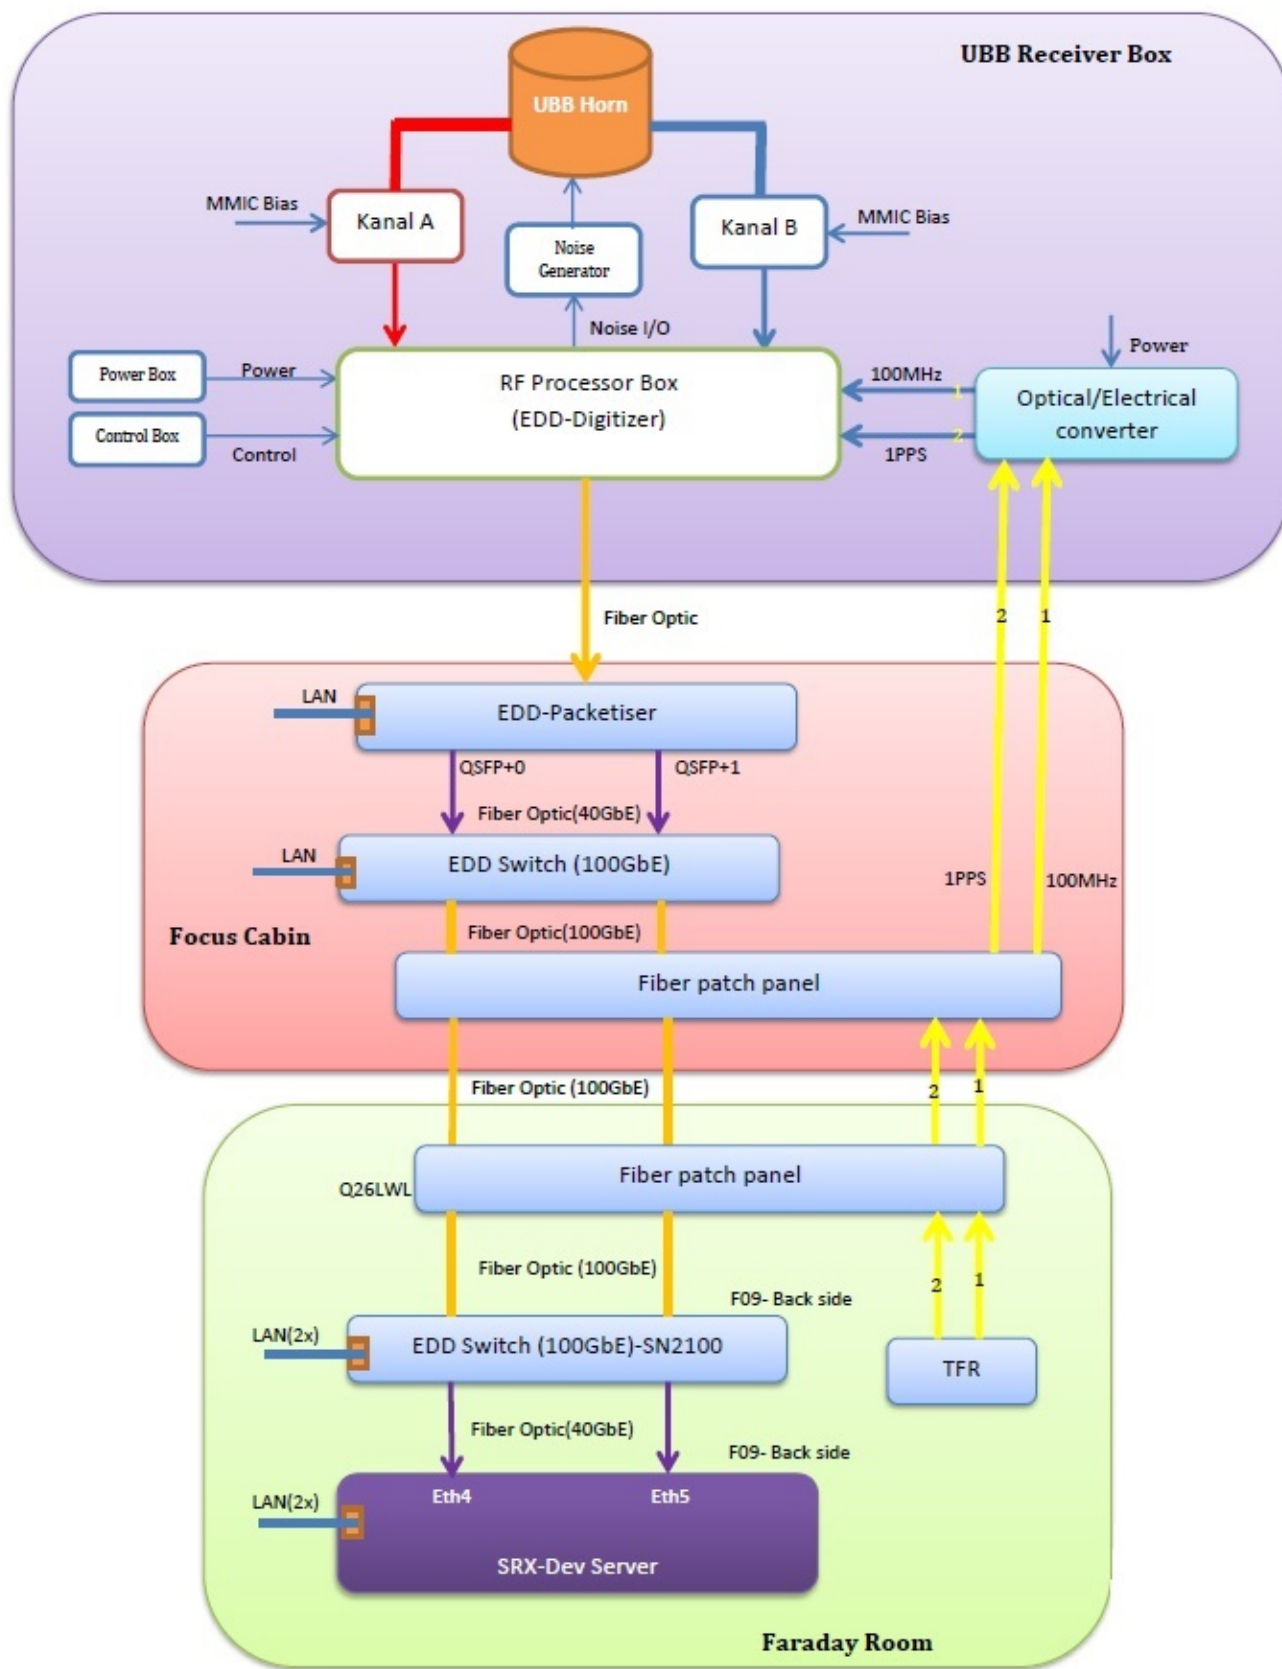 UBB Receiver Box
UBB Horn
MMIC Bias
Kanal A
Kanal B
MMIC Bias
Noise
Generator
Noise I/O
Power
Power Box
Power
RF Processor Box
(EDD-Digitizer)
100MHz
1
Optical/Electrical
converter
Control Box
Control
2
1PPS
Fiber Optic
2
1
LAN
EDD-Packetiser
QSFP+0
QSFP+1
Fiber Optic(40GbE)
LAN
EDD Switch (100GbE)
1PPS
100MHz
Focus Cabin
Fiber Optic(100GbE)
Fiber patch panel
Fiber Optic (100GbE)
2
1
Q26LWL
Fiber patch panel
Fiber Optic (100GbE)
2
1
F09- Back side
LAN(2x)
EDD Switch (100GbE)-SN2100
TFR
Fiber Optic(40GbE)
F09- Back side
LAN(2x)
Eth4
Eth5
SRX-Dev Server
Faraday Room